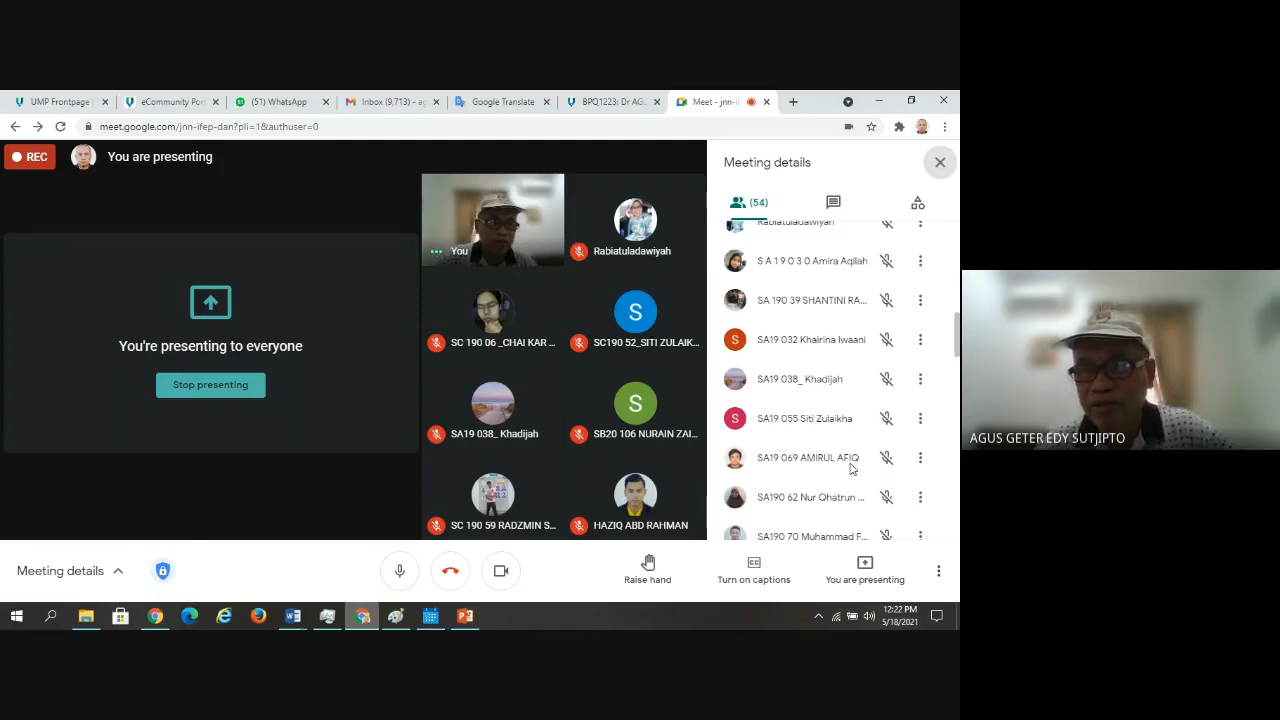 UMP Frontpage
eCommunity Por
(51) WhatsApp
Inbox (9,713) - ag
Google Translate
BPQ1223: Dr AGu
Meet - jnn-if
meet.google.com/jnn-ifep-dan?pli=1&authuser=0
REC
You are presenting
Meeting details
(54)
You
Rabiatuladawiyah
Rabiatuladawiyah
S A 1 9 0 3 0 Amira Aqilah
SA 190 39 SHANTINI RA...
SA19 032 Khairina Iwaani
SA19 038_ Khadijah
SA19 055 Siti Zulaikha
SA19 069 AMIRUL AFIQ
SA190 62 Nur Qhatrun ...
SA190 70 Muhammad F...
You're presenting to everyone
Stop presenting
S
SC 190 06 _CHAI KAR ...
SC190 52_SITI ZULAIK...
S
SA19 038_ Khadijah
SB20 106 NURAIN ZAI...
SC 190 59 RADZMIN S...
HAZIQ ABD RAHMAN
S
S
AGUS GETER EDY SUTJIPTO
Meeting details
Raise hand
Turn on captions
You are presenting
12:22 PM
5/18/2021